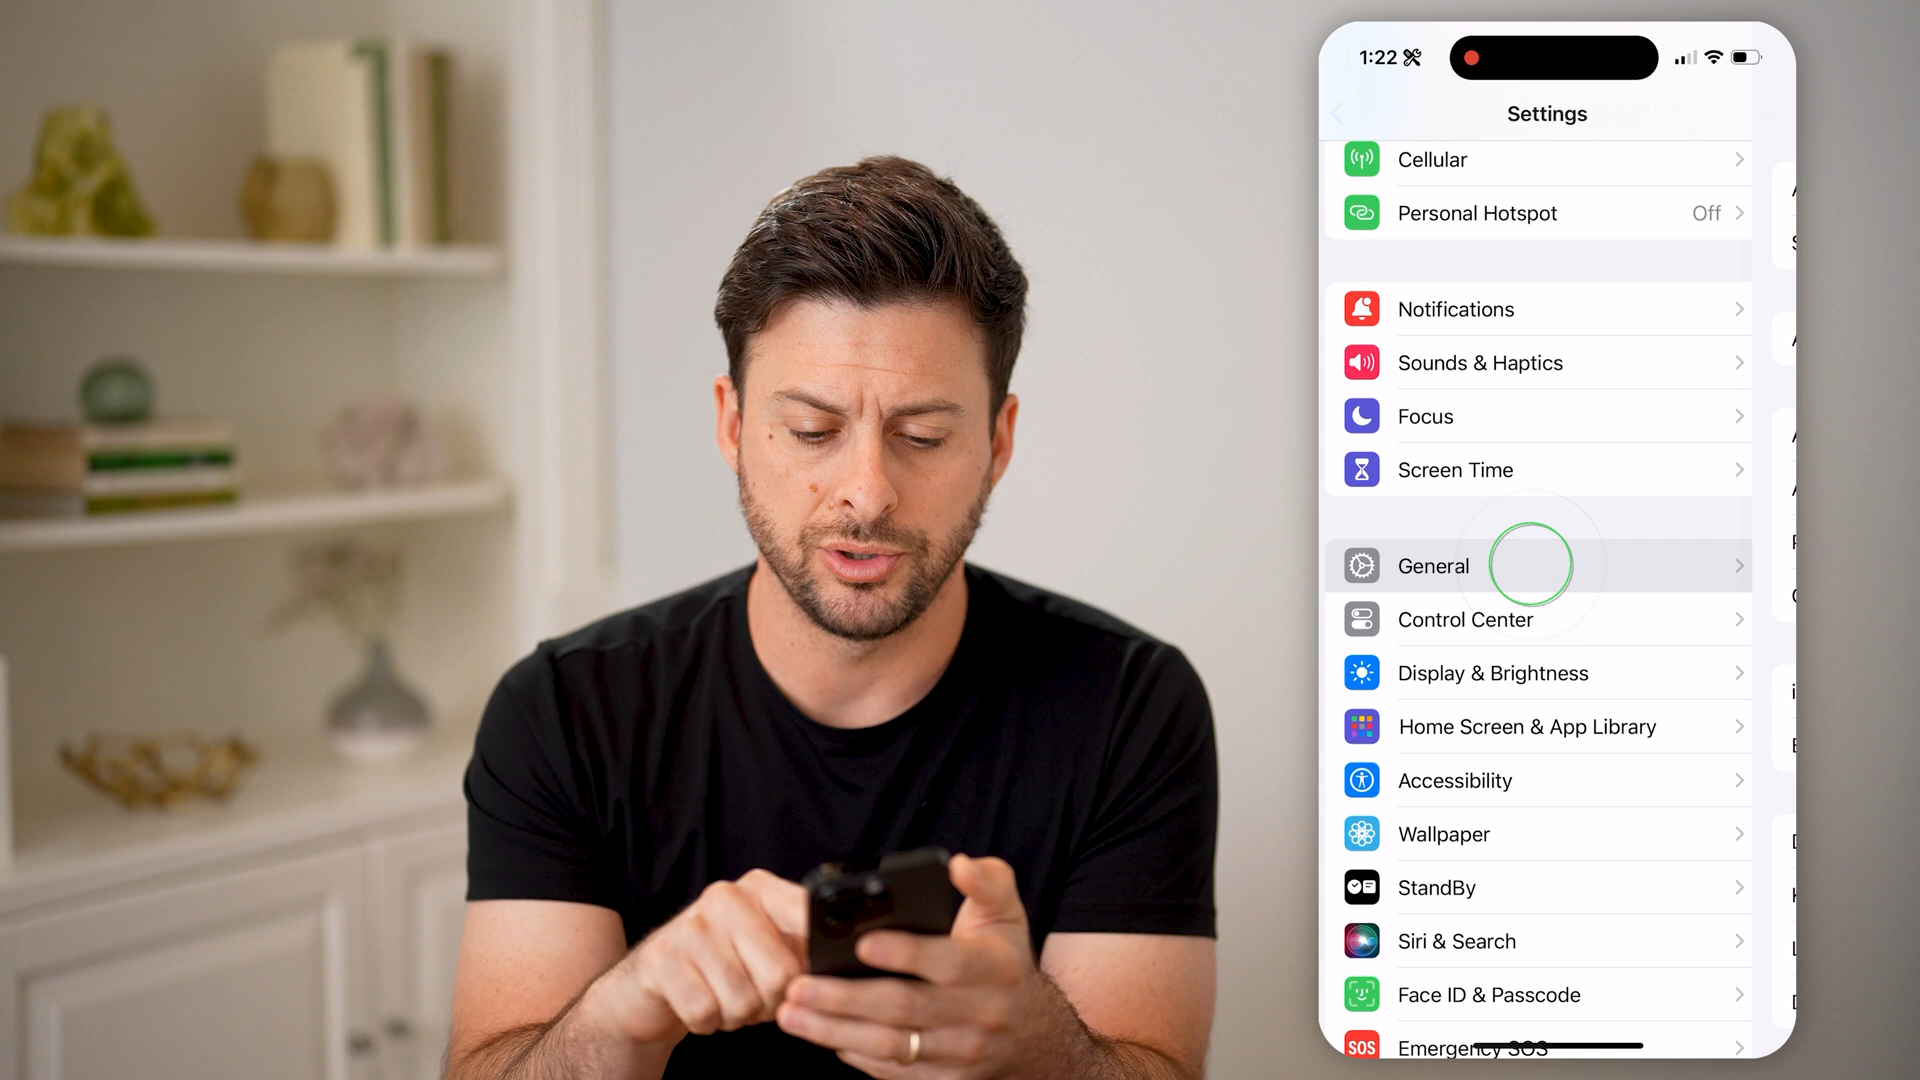 1:22
Settings
Cellular
Personal Hotspot Off
Notifications
Sounds & Haptics
Focus
Screen Time
General
Control Center
Display & Brightness
Home Screen & App Library
Accessibility
Wallpaper
StandBy
Siri & Search
Face ID & Passcode
SOS Emergency SOS